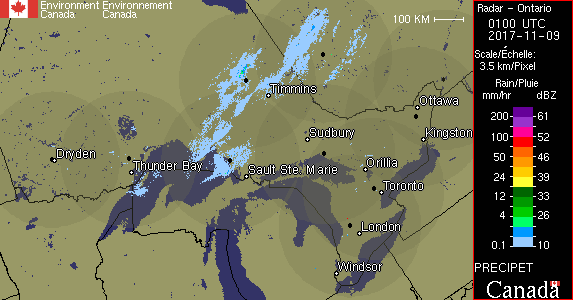 Environment Environnement
Canada Canada
100 KM
Timmins
Ottawa
Sudbury
Kingston
Dryden
Thunder Bay
Sault Ste. Marie
Orillia
Toronto
London
Windsor
Radar - Ontario
0100 UTC
2017-11-09
Scale/Échelle:
3.5 km/Pixel
Rain/Pluie
mm/hr dBZ
200 61
100 52
50 46
24 39
12 33
4 26
2 20
0.1 10
PRECIPET
Canada